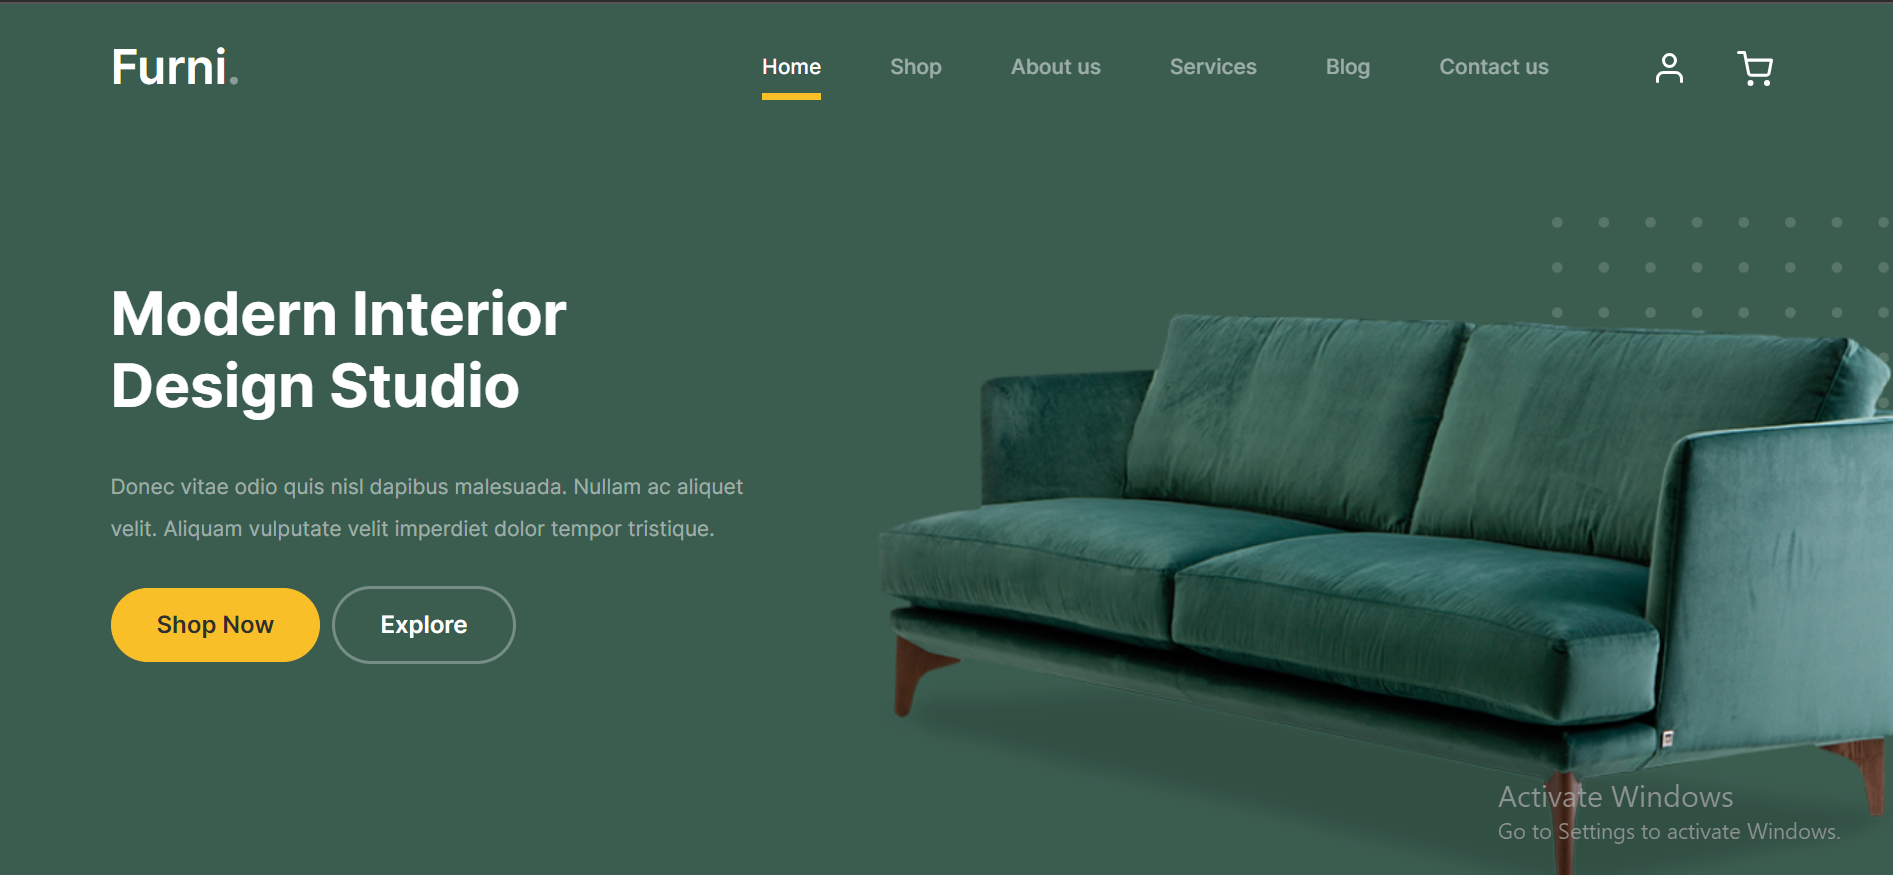 Furni.
Home
Shop
About us
Services
Blog
Contact us
Modern Interior
Design Studio
Donec vitae odio quis nisl dapibus malesuada. Nullam ac aliquet
velit. Aliquam vulputate velit imperdiet dolor tempor tristique.
Shop Now
Explore
Activate Windows
Go to Settings to activate Windows.